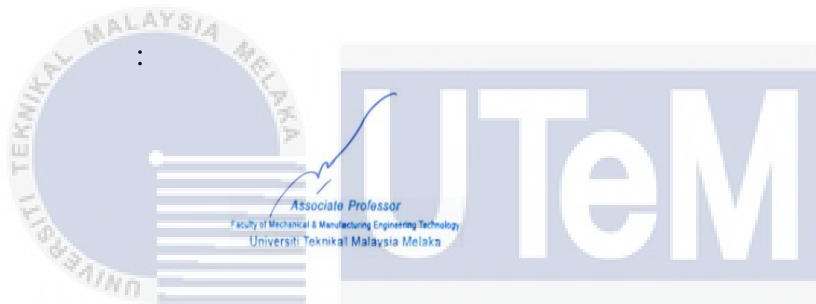 UNIVERSITI TEKNIKAL MALAYSIA MELAKA
:
UTeM
Associate Professor
Faculty of Mechanical & Manufacturing Engineering Technology
Universiti Teknikal Malaysia Melaka